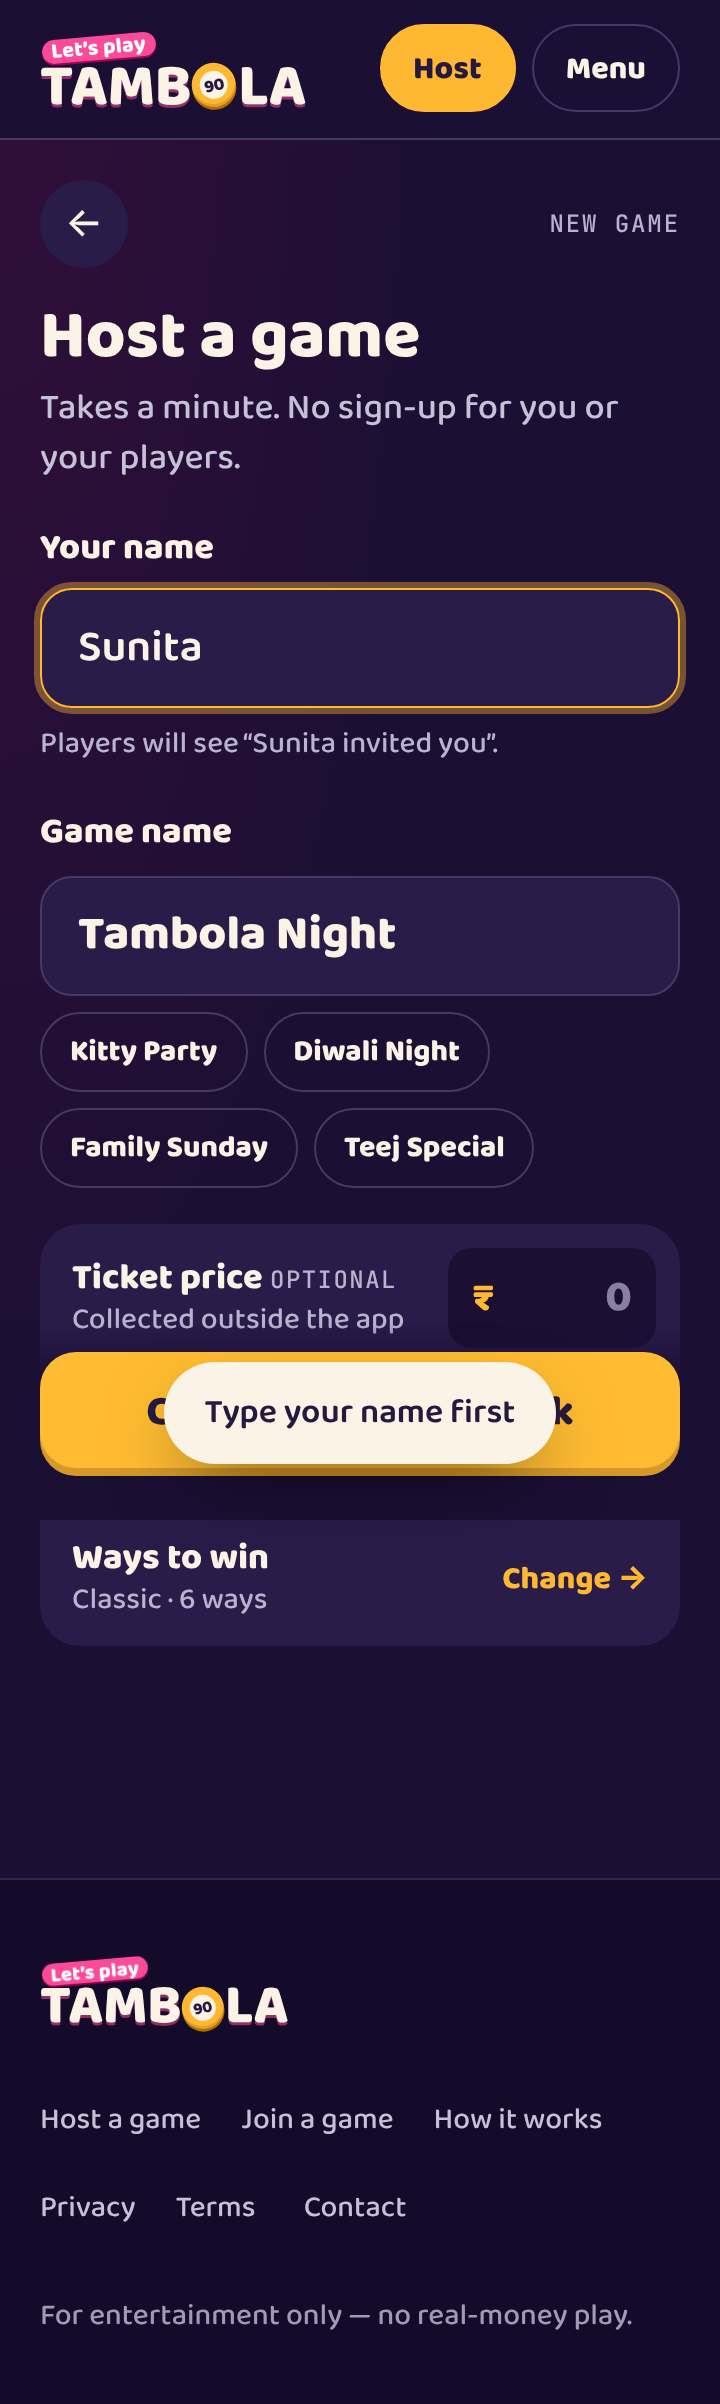 Let's play
TAMBOLA
90
Host
Menu
←
NEW GAME
Host a game
Takes a minute. No sign-up for you or
your players.
Your name
Sunita
Players will see “Sunita invited you”.
Game name
Tambola Night
Kitty Party
Diwali Night
Family Sunday
Teej Special
Ticket price OPTIONAL
Collected outside the app
₹
0
Type your name first
Ways to win
Classic · 6 ways
Change →
Let's play
TAMBOLA
90
Host a game
Join a game
How it works
Privacy
Terms
Contact
For entertainment only — no real-money play.